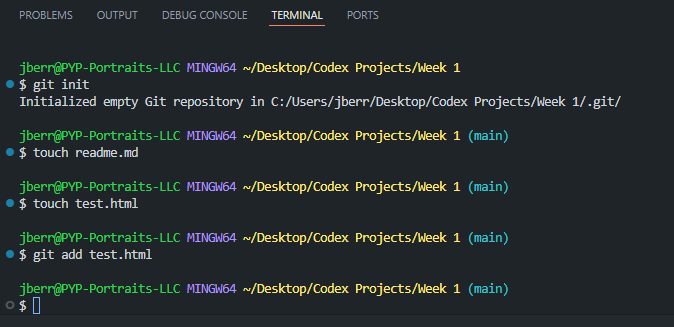 PROBLEMS OUTPUT DEBUG CONSOLE TERMINAL PORTS
jberr@PYP-Portraits-LLC MINGW64 ~/Desktop/Codex Projects/Week 1
$ git init
Initialized empty Git repository in C:/Users/jberr/Desktop/Codex Projects/Week 1/.git/
jberr@PYP-Portraits-LLC MINGW64 ~/Desktop/Codex Projects/Week 1 (main)
$ touch readme.md
jberr@PYP-Portraits-LLC MINGW64 ~/Desktop/Codex Projects/Week 1 (main)
$ touch test.html
jberr@PYP-Portraits-LLC MINGW64 ~/Desktop/Codex Projects/Week 1 (main)
$ git add test.html
jberr@PYP-Portraits-LLC MINGW64 ~/Desktop/Codex Projects/Week 1 (main)
$